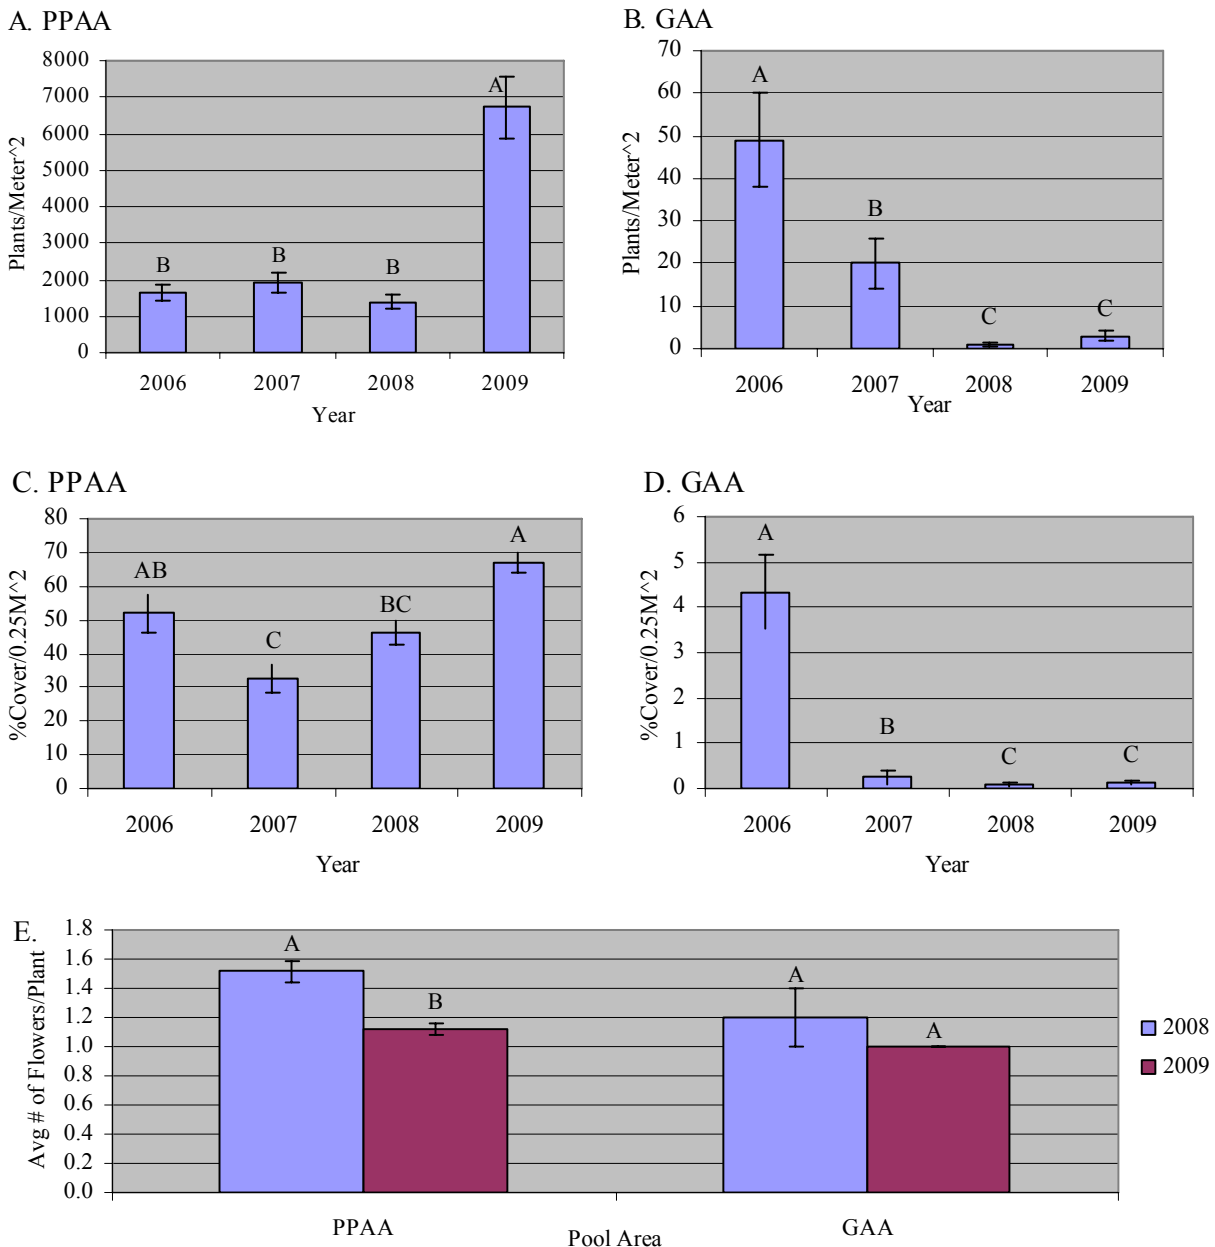 A. PPAA
8000
7000
6000
5000
4000
3000
2000
1000
0
Plants/Meter^2
B
B
B
A
2006 2007 2008 2009
Year
B. GAA
70
60
50
40
30
20
10
0
Plants/Meter^2
A
B
C
C
2006 2007 2008 2009
Year
C. PPAA
80
70
60
50
40
30
20
10
0
%Cover/0.25M^2
AB
C
BC
A
2006 2007 2008 2009
Year
D. GAA
6
5
4
3
2
1
0
%Cover/0.25M^2
A
B
C
C
2006 2007 2008 2009
Year
E.
1.8
1.6
1.4
1.2
1.0
0.8
0.6
0.4
0.2
0.0
Avg # of Flowers/Plant
A
B
A
A
PPAA GAA
Pool Area
2008
2009